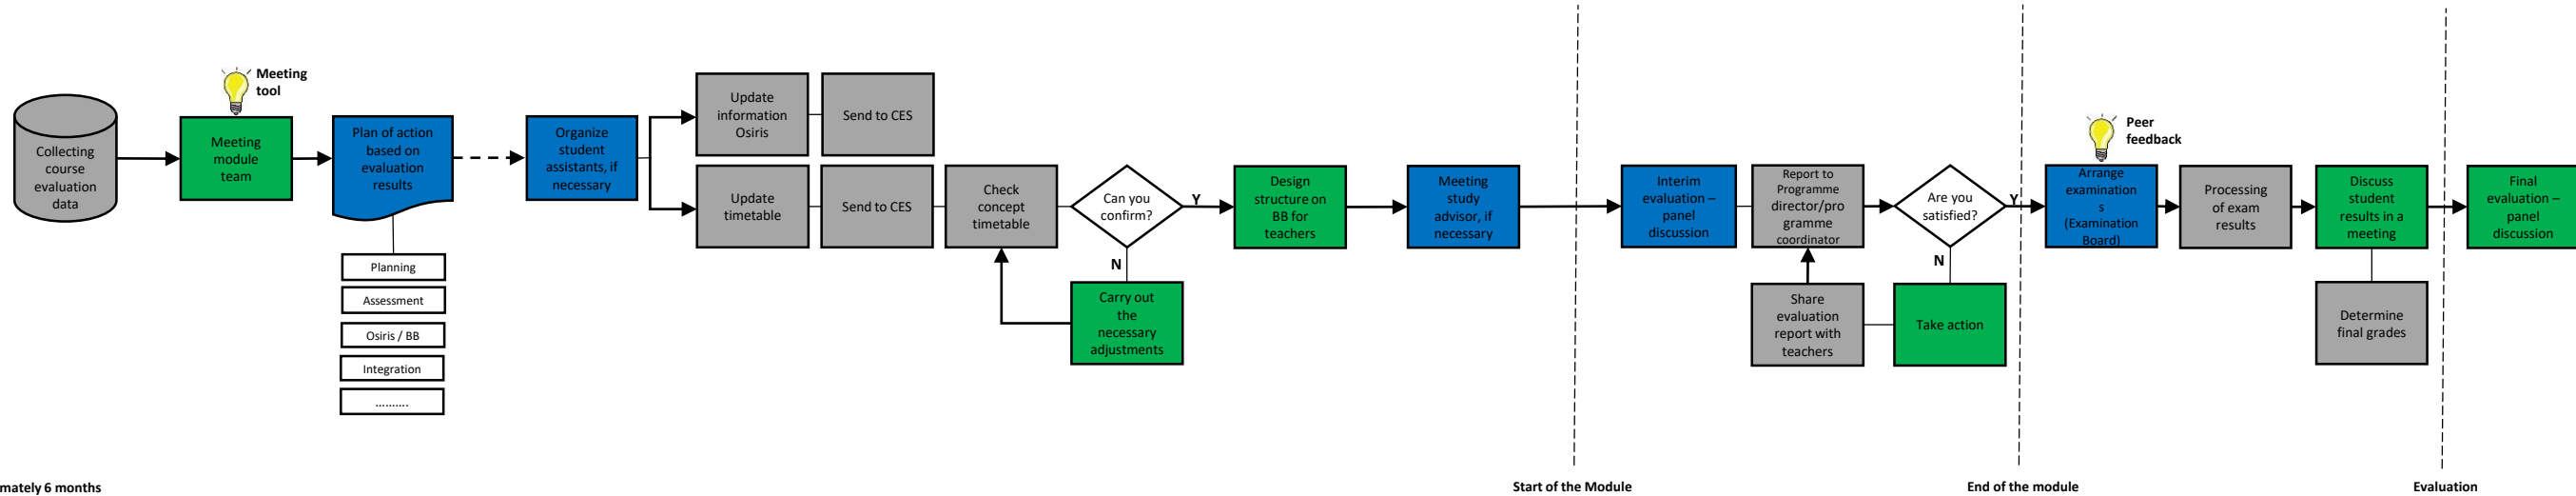 Collecting
course
evaluation
data
Meeting
tool
Meeting
module
team
Plan of action
based on
evaluation
results
Planning
Assessment
Osiris / BB
Integration
..........
Organize
student
assistants, if
necessary
Update
information
Osiris
Send to CES
Update
timetable
Send to CES
Check
concept
timetable
Can you
confirm?
Y
N
Carry out
the
necessary
adjustments
Design
structure on
BB for
teachers
Meeting
study
advisor, if
necessary
Interim
evaluation –
panel
discussion
Report to
Programme
director/pro
gramme
coordinator
Share
evaluation
report with
teachers
Are you
satisfied?
Y
N
Take action
Peer
feedback
Arrange
examination
s
(Examination
Board)
Processing
of exam
results
Discuss
student
results in a
meeting
Determine
final grades
Final
evaluation –
panel
discussion
mately 6 months
Start of the Module
End of the module
Evaluation